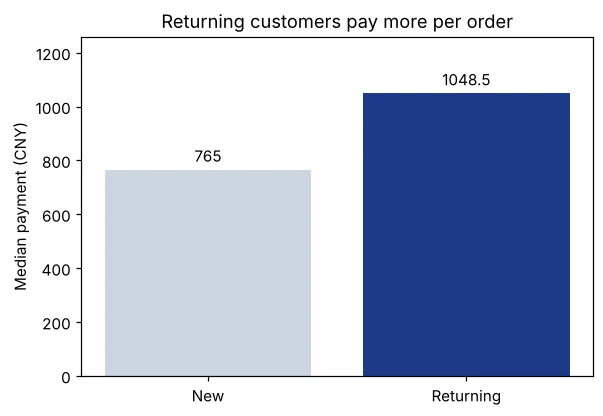 Returning customers pay more per order
Median payment (CNY)
1200
1000
800
600
400
200
0
765
1048.5
New
Returning